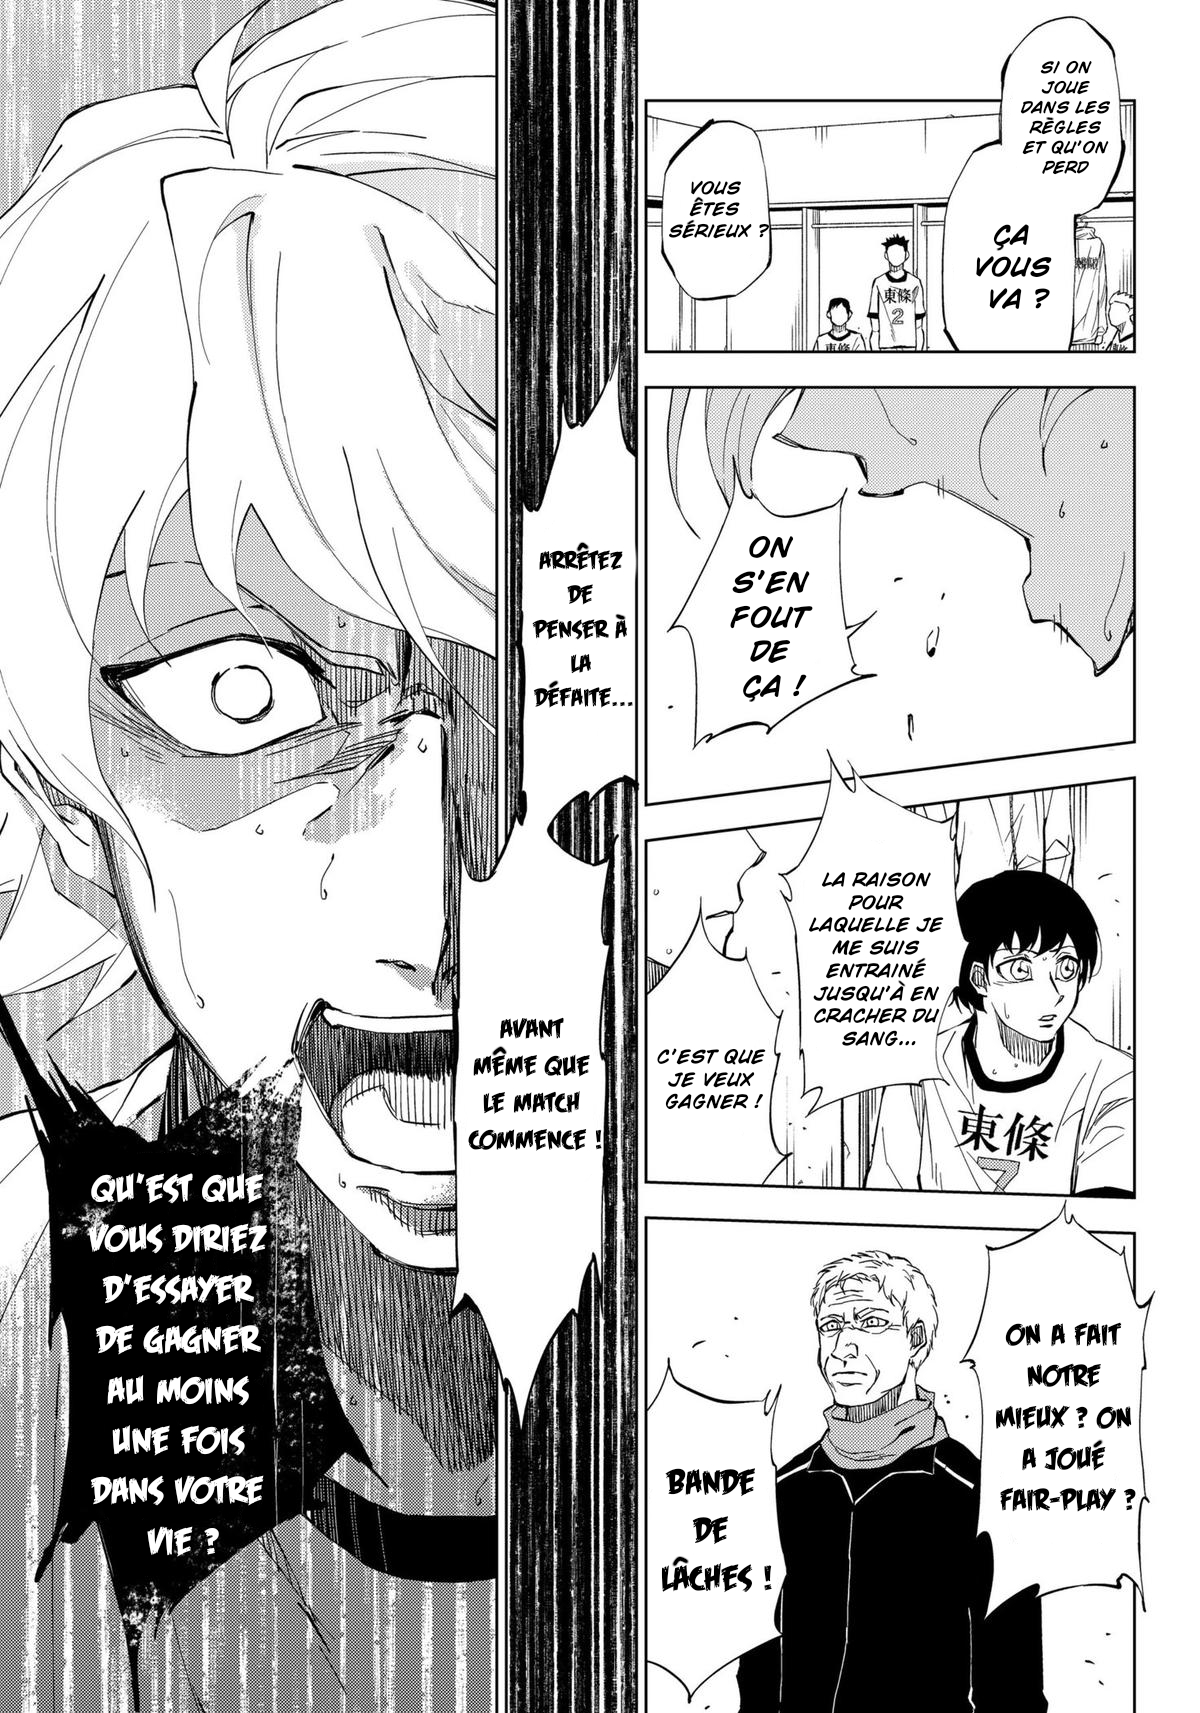 SI ON
JOUE
DANS LES
RÈGLES
ET QU'ON
PERD
ÇA
VOUS
VA ?
VOUS
ÊTES
SÉRIEUX ?
東條
2
東條
ON
S'EN
FOUT
DE
ÇA !
LA RAISON
POUR
LAQUELLE JE
ME SUIS
ENTRAINÉ
JUSQU'À EN
CRACHER DU
SANG...
C'EST QUE
JE VEUX
GAGNER !
東條
7
ON A FAIT
NOTRE
MIEUX ? ON
A JOUÉ
FAIR-PLAY ?
BANDE
DE
LÂCHES !
ARRÊTEZ
DE
PENSER À
LA
DÉFAITE...
AVANT
MÊME QUE
LE MATCH
COMMENCE !
QU'EST QUE
VOUS DIRIEZ
D'ESSAYER
DE GAGNER
AU MOINS
UNE FOIS
DANS VOTRE
VIE ?